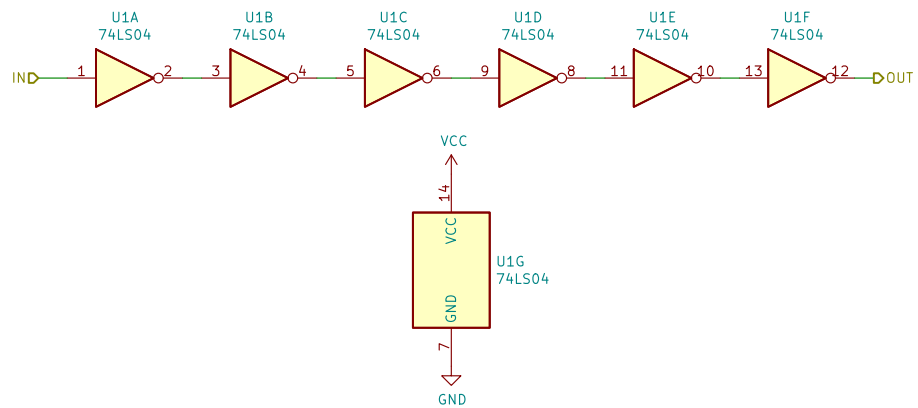 U1A
74LS04
U1B
74LS04
U1C
74LS04
U1D
74LS04
U1E
74LS04
U1F
74LS04
IN
1
2
3
4
5
6
9
8
11
10
13
12
OUT
VCC
14
VCC
U1G
74LS04
GND
7
GND